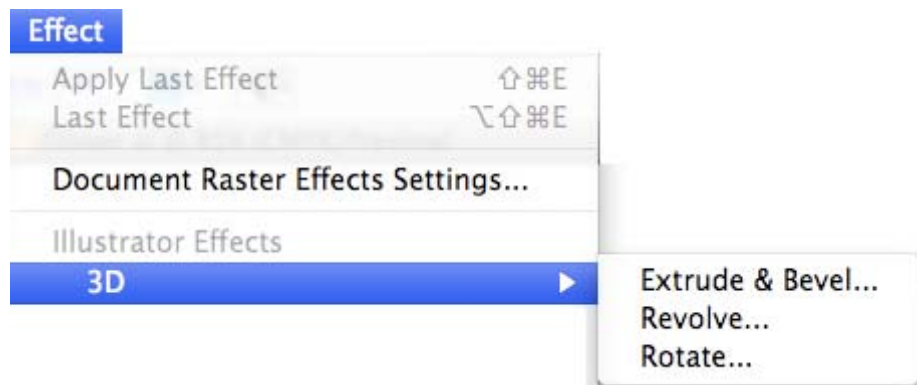 Effect
Apply Last Effect ⇧⌘E
Last Effect ⌥⇧⌘E
Document Raster Effects Settings...
Illustrator Effects
3D ▶
Extrude & Bevel...
Revolve...
Rotate...